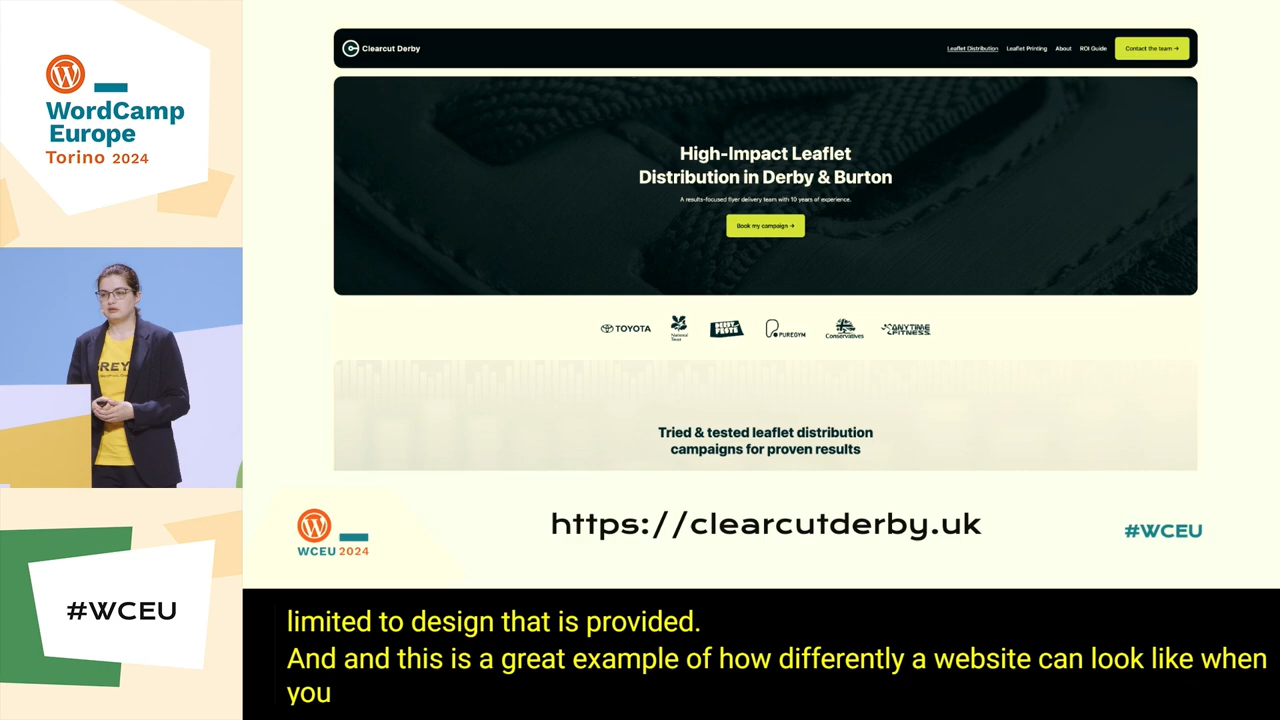 WordCamp
Europe
Torino 2024
GREY
#WCEU
Clearcut Derby
Leaflet Distribution
Leaflet Printing
About
ROI Guide
Contact the team →
High-Impact Leaflet
Distribution in Derby & Burton
A results-focused flyer delivery team with 10 years of experience.
Book my campaign →
TOYOTA
National
Trust
PUREGYM
Conservatives
ANYTIME
FITNESS
Tried & tested leaflet distribution
campaigns for proven results
WCEU 2024
https://clearcutderby.uk
#WCEU
limited to design that is provided.
And and this is a great example of how differently a website can look like when
you